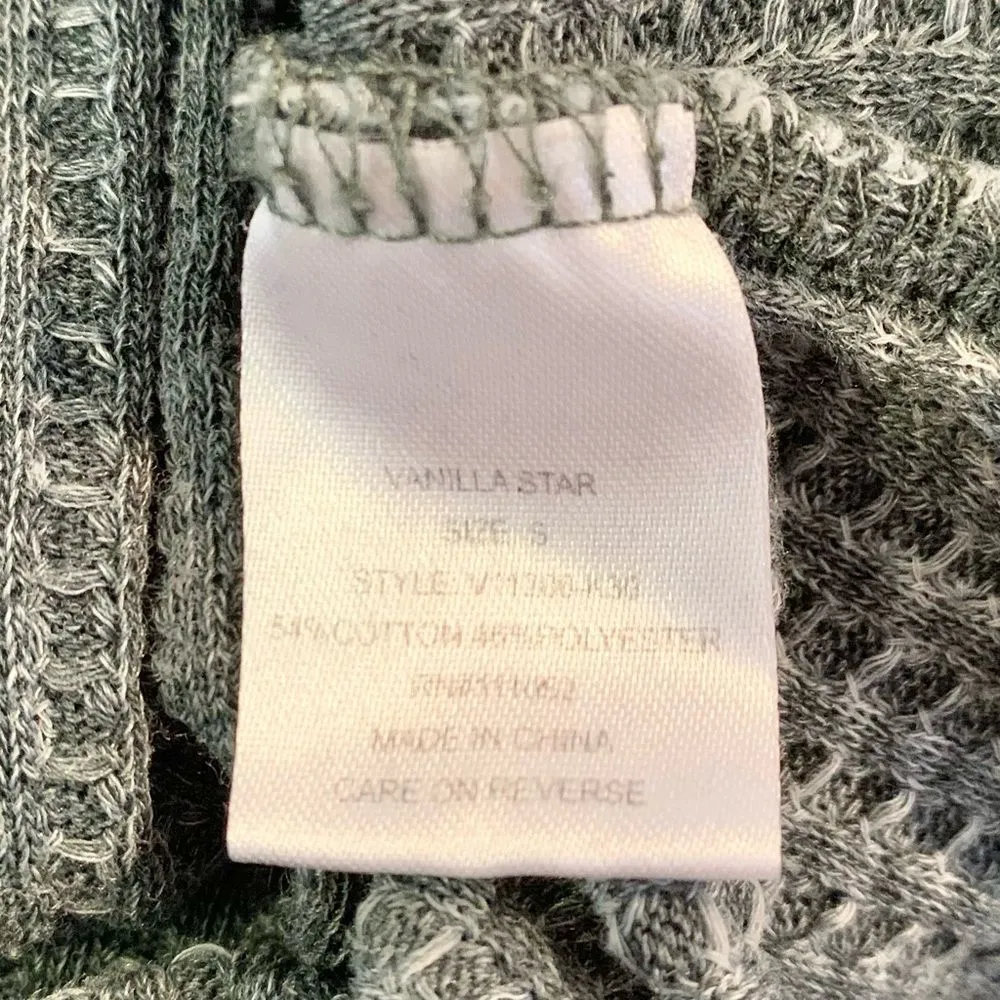 VANILLA STAR
SIZE: S
STYLE:
54% COTTON 46% POLYESTER
MADE IN CHINA
CARE ON REVERSE